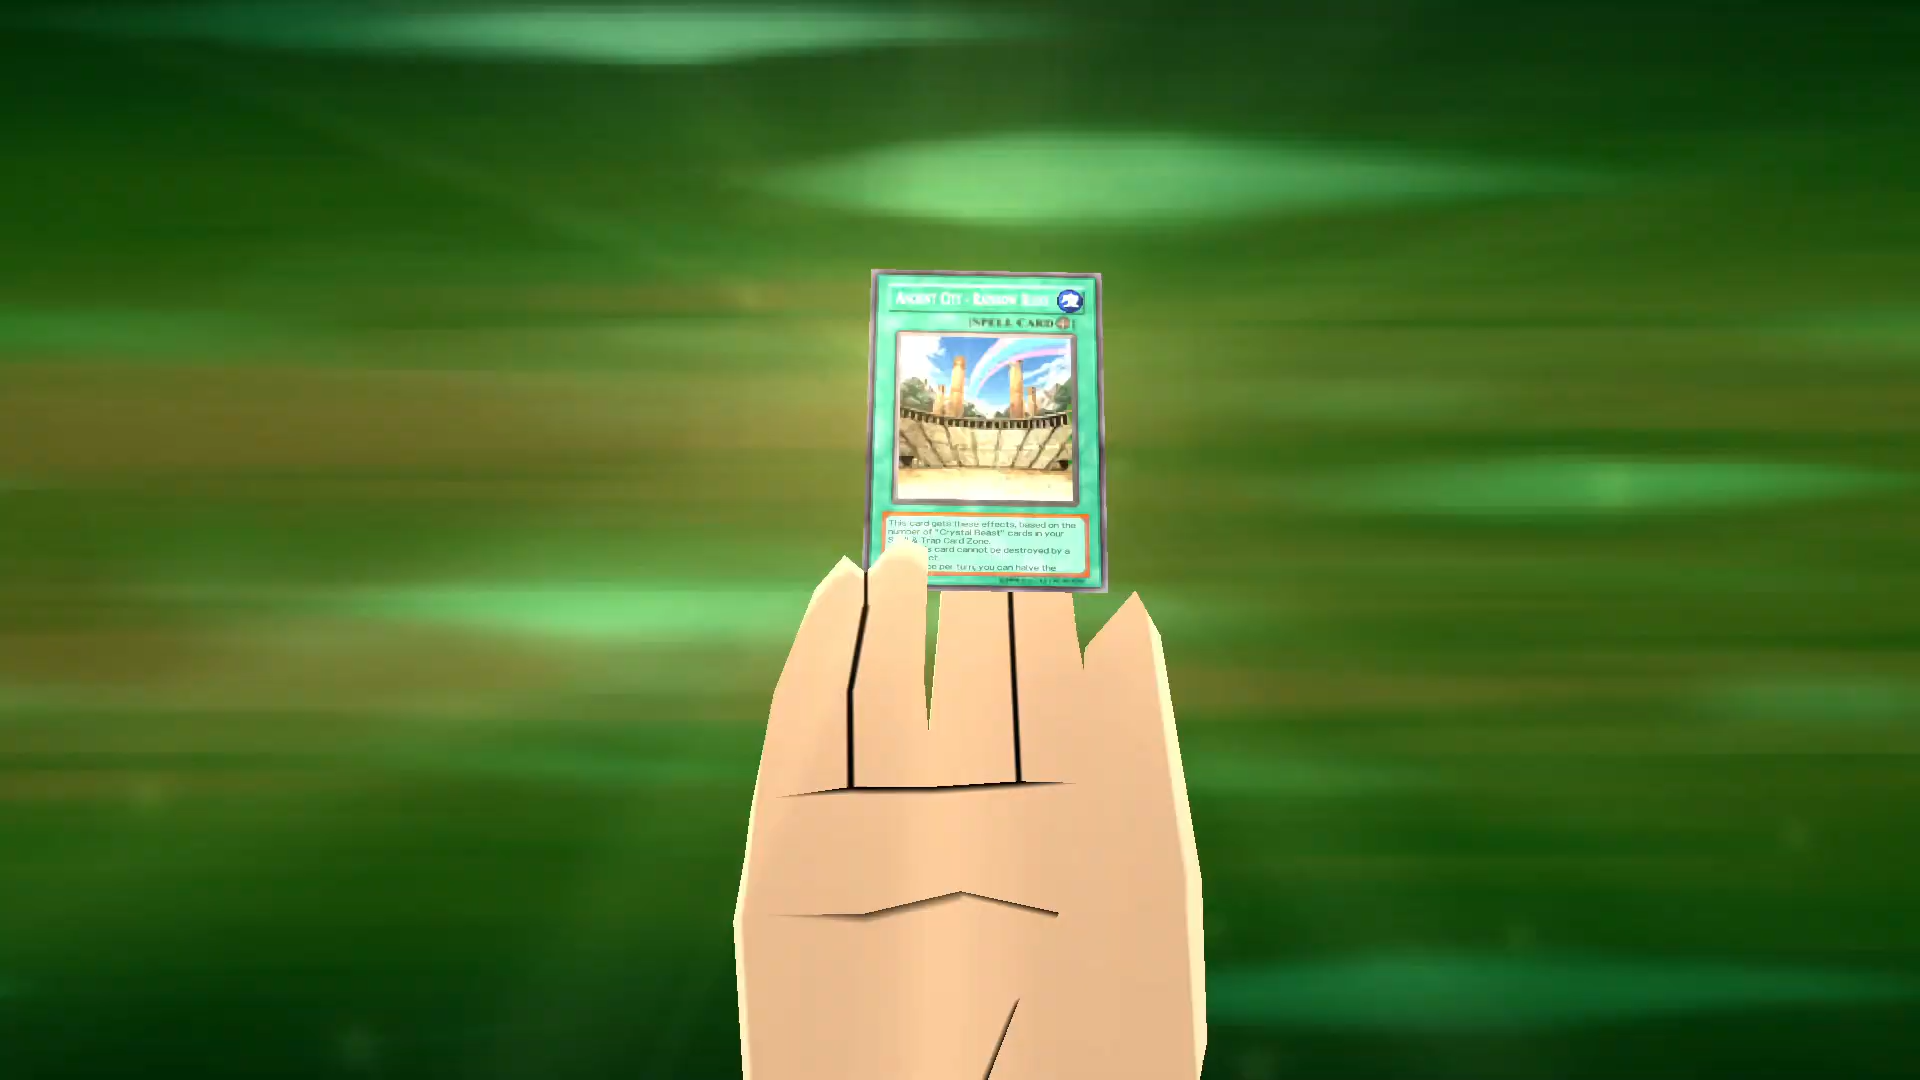 Ancient City - Rainbow Ruins
[SPELL CARD]
This card gets these effects, based on the
number of "Crystal Beast" cards in your
& Trap Card Zone.
card cannot be destroyed by a
per turn, you can halve the